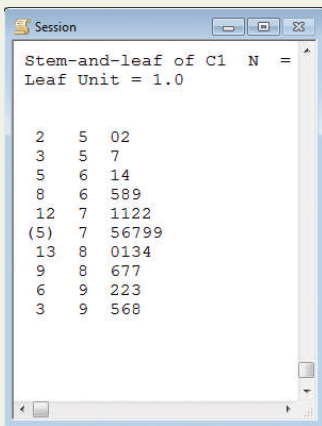 Session
Stem-and-leaf of C1 N =
Leaf Unit = 1.0
2 5 02
3 5 7
5 6 14
8 6 589
12 7 1122
(5) 7 56799
13 8 0134
9 8 677
6 9 223
3 9 568